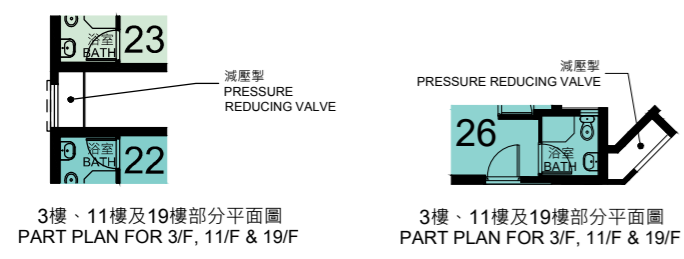 23
浴室
BATH
減壓掣
PRESSURE
REDUCING VALVE
22
浴室
BATH
3樓、11樓及19樓部分平面圖
PART PLAN FOR 3/F, 11/F & 19/F
減壓掣
PRESSURE REDUCING VALVE
26
浴室
BATH
3樓、11樓及19樓部分平面圖
PART PLAN FOR 3/F, 11/F & 19/F